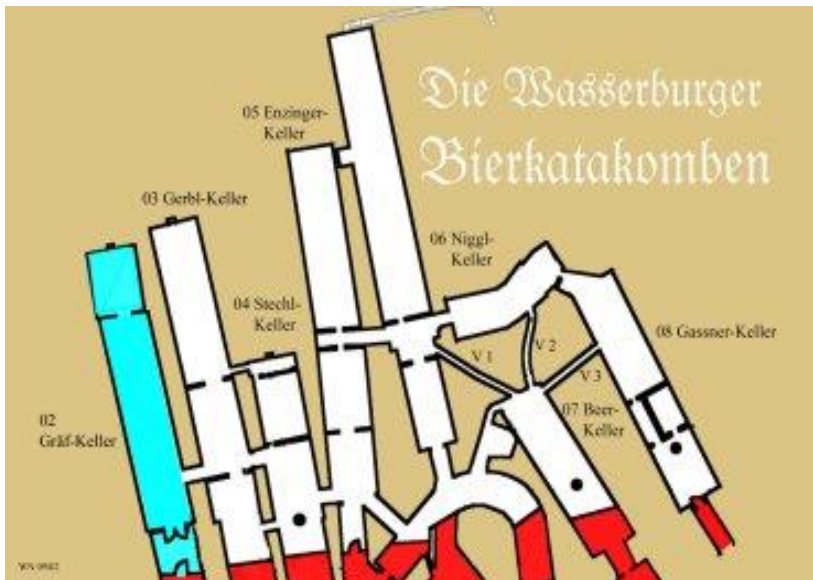 Die Wasserburger
Bierkatakomben
05 Enzinger-
Keller
03 Gerbl-Keller
06 Niggl-
Keller
04 Stechl-
Keller
08 Gassner-Keller
V 1
V 2
V 3
02
Gräf-Keller
07 Beer-
Keller